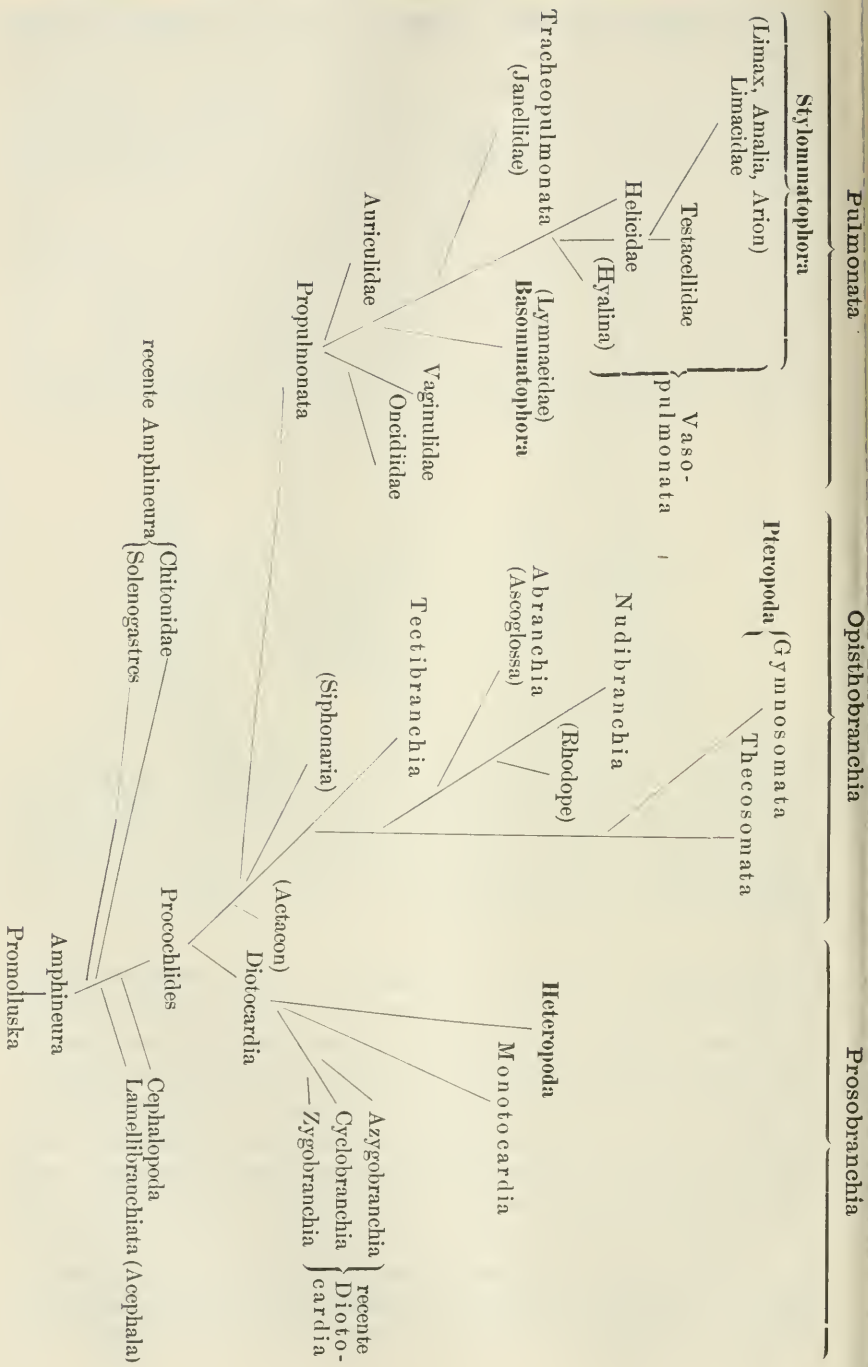 Pulmonata
Opisthobranchia
Prosobranchia
Stylommatophora
(Limax, Amalia, Arion)
Limacidae
Testacellidae
Helicidae
(Hyalina)
Vaso-
pulmonata
Tracheopulmonata
(Janellidae)
(Lymnaeidae)
Basommatophora
Auriculidae
Vaginulidae
Oncidiidae
Propulmonata
Pteropoda
Gymnosomata
Thecosomata
Nudibranchia
(Rhodope)
Abranchia
(Ascoglossa)
Tectibranchia
(Siphonaria)
(Actacon)
Heteropoda
Monotocardia
Azygobranchia
Cyclobranchia
Zygobranchia
recente
Dioto-
cardia
Diotocardia
Procochlides
recente Amphineura
Chitonidae
Solenogastres
Cephalopoda
Lamellibranchiata (Acephala)
Amphineura
Promolluska